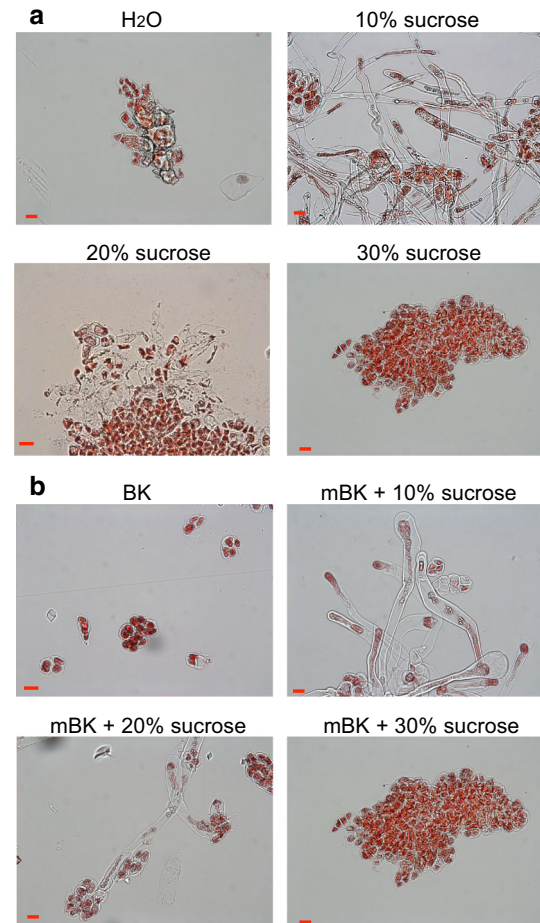 a
H2O
10% sucrose
20% sucrose
30% sucrose
b
BK
mBK + 10% sucrose
mBK + 20% sucrose
mBK + 30% sucrose